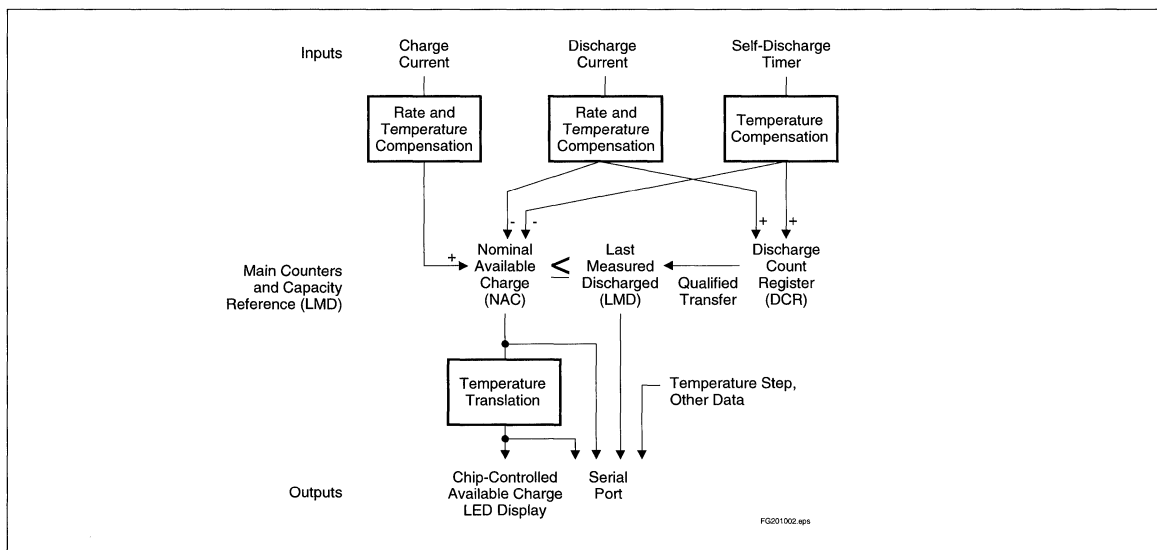 Inputs
Charge
Current
Discharge
Current
Self-Discharge
Timer
Rate and
Temperature
Compensation
Rate and
Temperature
Compensation
Temperature
Compensation
-
-
+
+
+
Main Counters
and Capacity
Reference (LMD)
Nominal
Available
Charge
(NAC)
≤
Last
Measured
Discharged
(LMD)
Qualified
Transfer
Discharge
Count
Register
(DCR)
Temperature
Translation
Temperature Step,
Other Data
Outputs
Chip-Controlled
Available Charge
LED Display
Serial
Port
FG201002.eps